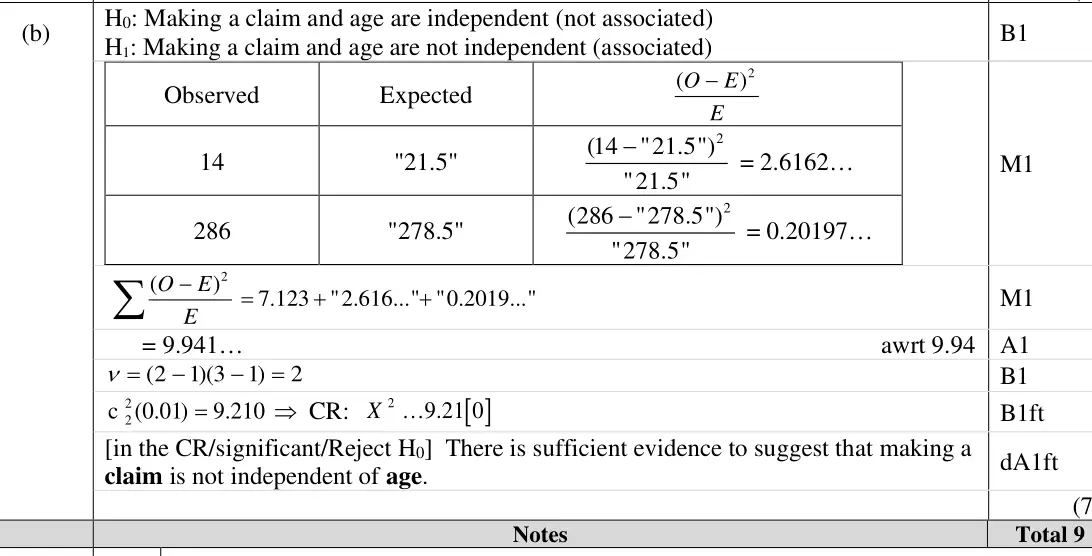 (b)
H₀: Making a claim and age are independent (not associated)
H₁: Making a claim and age are not independent (associated)
B1
Observed Expected (O − E)²/E
14 "21.5" (14 − "21.5")²/"21.5" = 2.6162…
M1
286 "278.5" (286 − "278.5")²/"278.5" = 0.20197…
∑ (O − E)²/E = 7.123 + "2.616..."+ "0.2019..." M1
= 9.941… awrt 9.94 A1
ν = (2 − 1)(3 − 1) = 2 B1
c ²₂(0.01) = 9.210 ⇒ CR: X² …9.21[0] B1ft
[in the CR/significant/Reject H₀] There is sufficient evidence to suggest that making a
claim is not independent of age.
dA1ft
(7
Notes Total 9